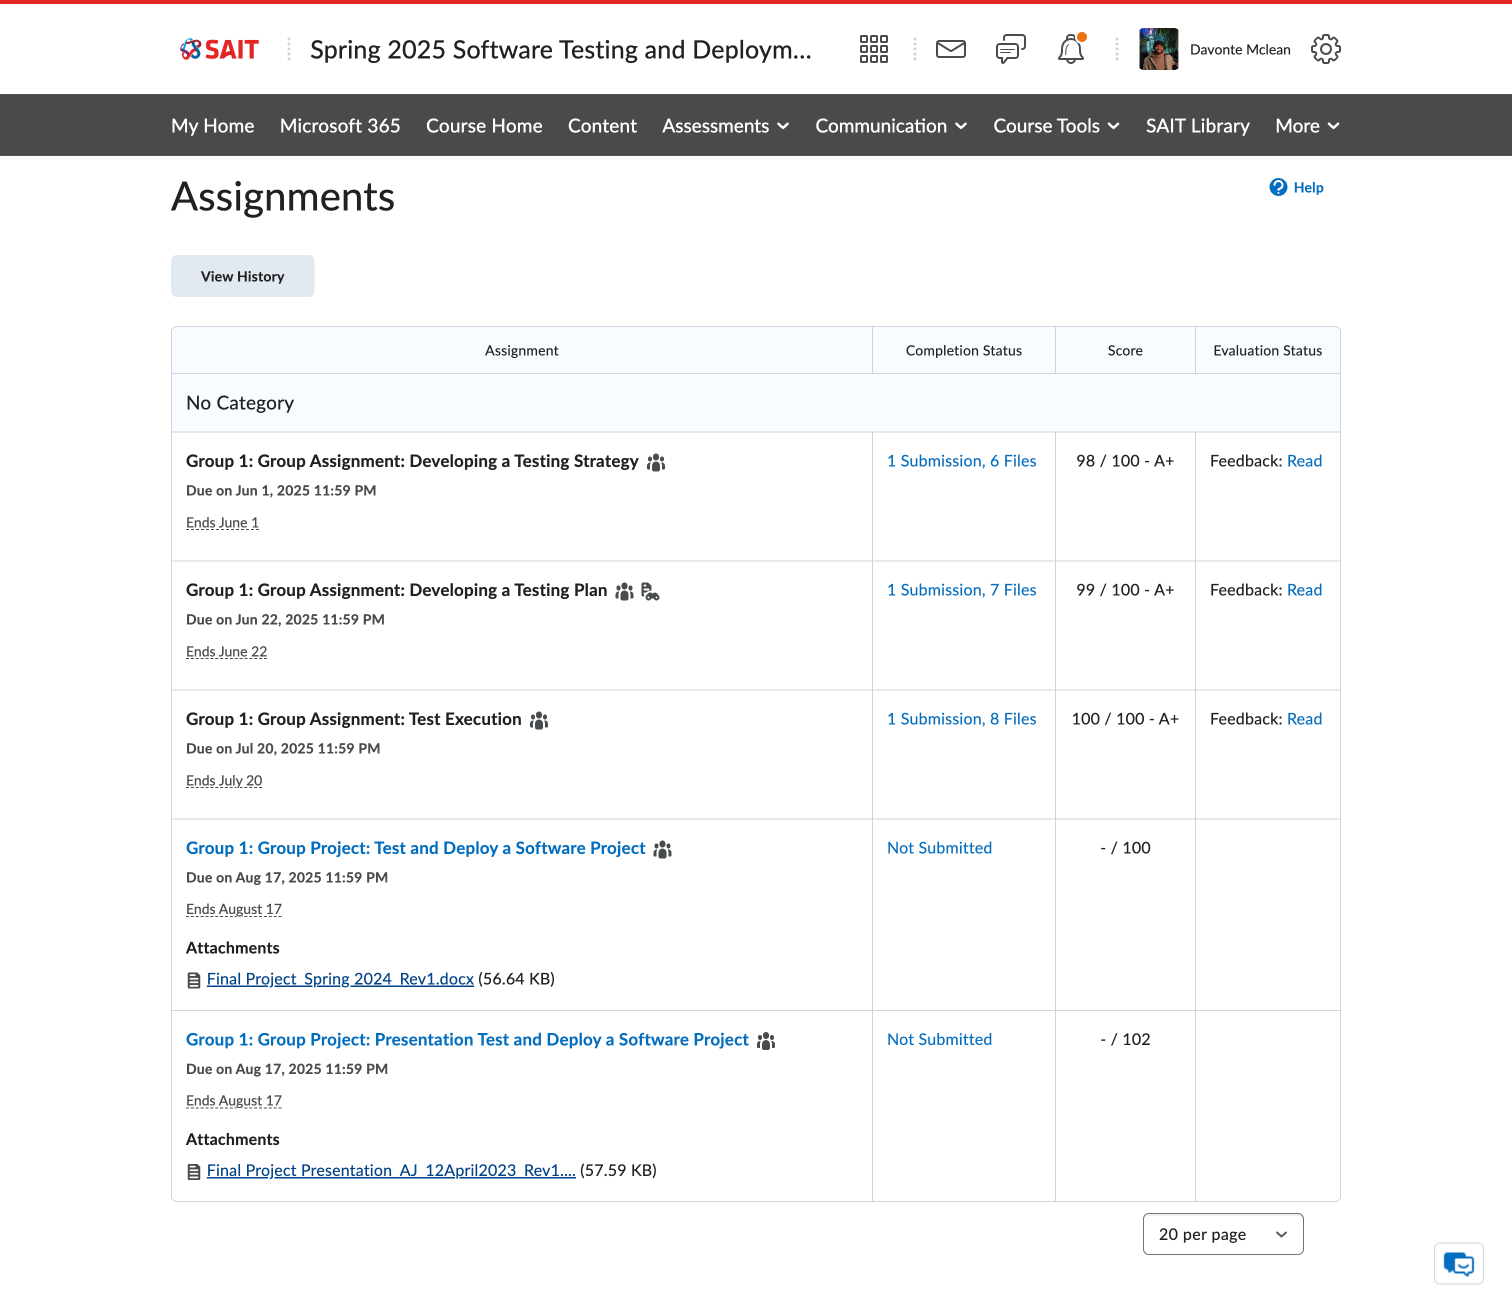 SAIT
Spring 2025 Software Testing and Deploym...
Davonte Mclean
My Home Microsoft 365 Course Home Content Assessments Communication Course Tools SAIT Library More
Assignments
Help
View History
Assignment Completion Status Score Evaluation Status
No Category
Group 1: Group Assignment: Developing a Testing Strategy 1 Submission, 6 Files 98 / 100 - A+ Feedback: Read
Due on Jun 1, 2025 11:59 PM
Ends June 1
Group 1: Group Assignment: Developing a Testing Plan 1 Submission, 7 Files 99 / 100 - A+ Feedback: Read
Due on Jun 22, 2025 11:59 PM
Ends June 22
Group 1: Group Assignment: Test Execution 1 Submission, 8 Files 100 / 100 - A+ Feedback: Read
Due on Jul 20, 2025 11:59 PM
Ends July 20
Group 1: Group Project: Test and Deploy a Software Project Not Submitted - / 100
Due on Aug 17, 2025 11:59 PM
Ends August 17
Attachments
Final Project_Spring 2024_Rev1.docx (56.64 KB)
Group 1: Group Project: Presentation Test and Deploy a Software Project Not Submitted - / 102
Due on Aug 17, 2025 11:59 PM
Ends August 17
Attachments
Final Project Presentation_AJ_12April2023_Rev1.... (57.59 KB)
20 per page